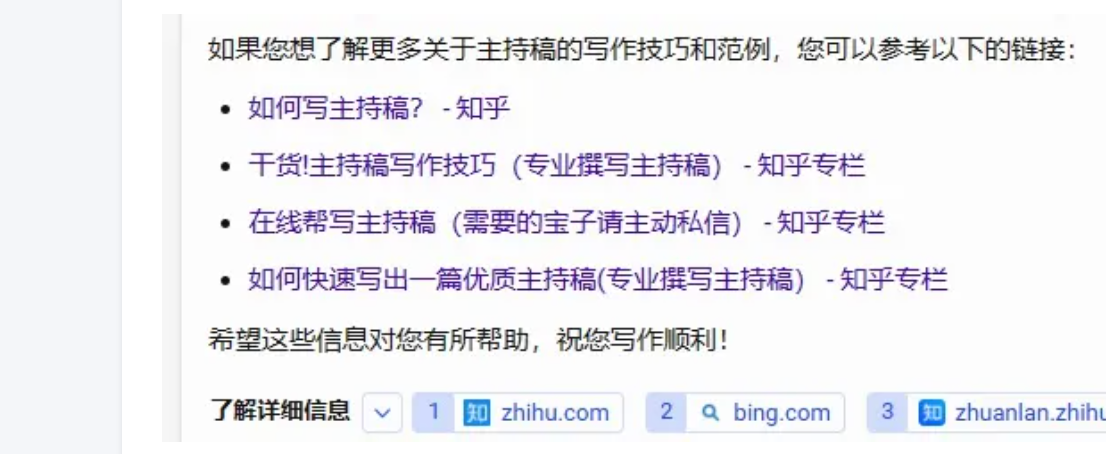 如果您想了解更多关于主持稿的写作技巧和范例，您可以参考以下的链接：
• 如何写主持稿？ - 知乎
• 干货!主持稿写作技巧（专业撰写主持稿） - 知乎专栏
• 在线帮写主持稿（需要的宝子请主动私信） - 知乎专栏
• 如何快速写出一篇优质主持稿(专业撰写主持稿） - 知乎专栏
希望这些信息对您有所帮助，祝您写作顺利！
了解详细信息 1 知 zhihu.com 2 bing.com 3 知 zhuanlan.zhihu